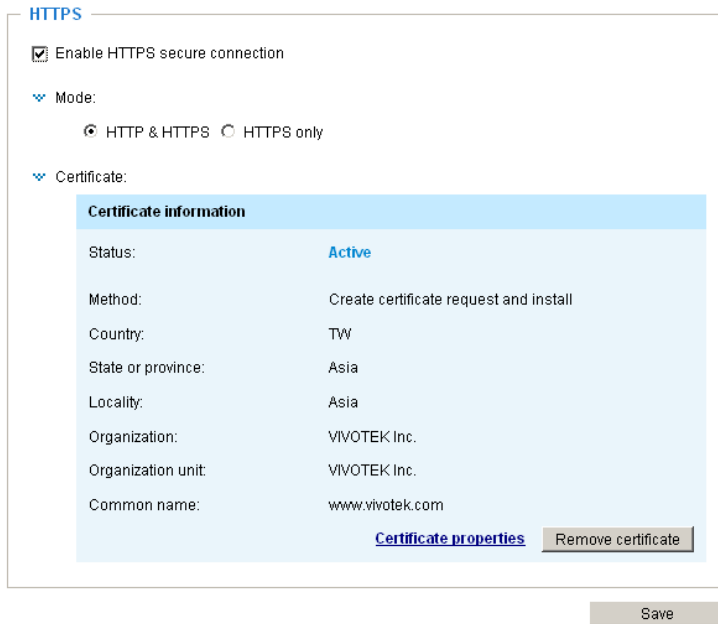 HTTPS
Enable HTTPS secure connection
Mode:
HTTP & HTTPS HTTPS only
Certificate:
Certificate information
Status: Active
Method: Create certificate request and install
Country: TW
State or province: Asia
Locality: Asia
Organization: VIVOTEK Inc.
Organization unit: VIVOTEK Inc.
Common name: www.vivotek.com
Certificate properties Remove certificate
Save